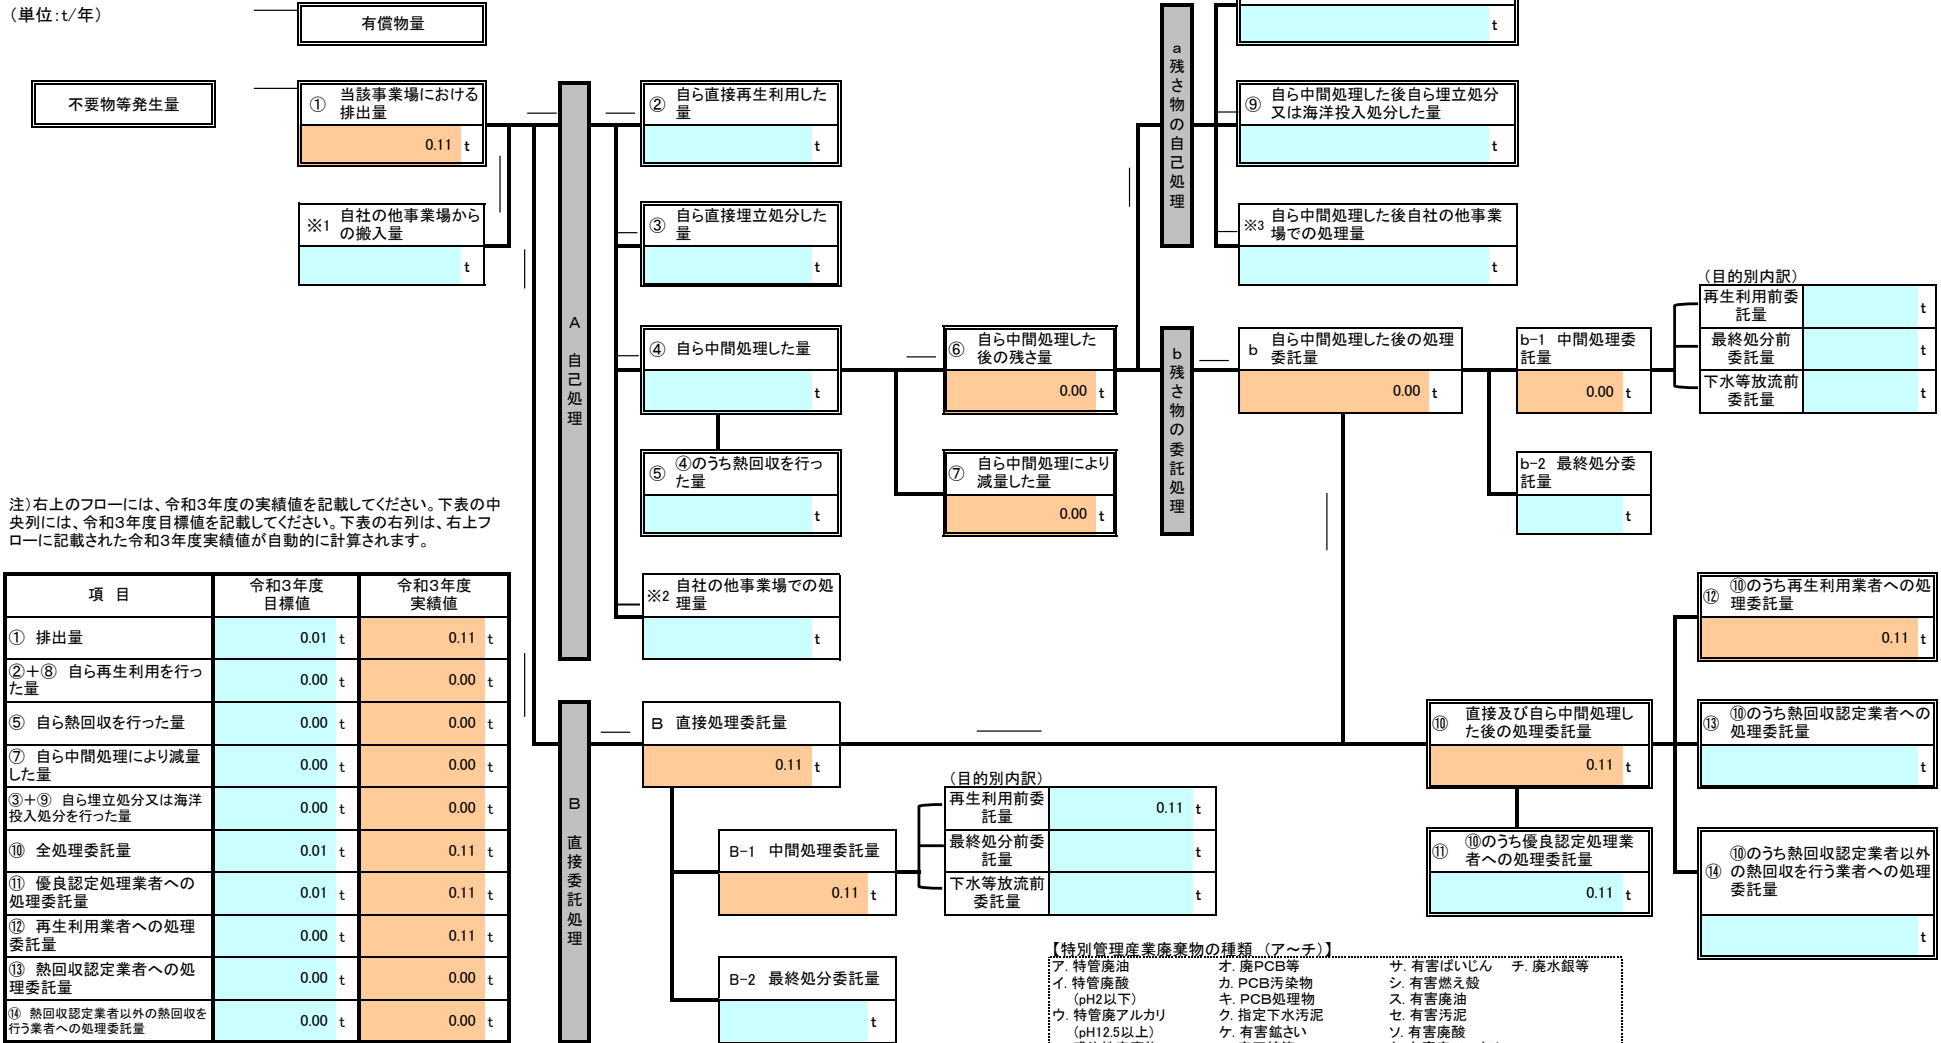 (単位:t/年)
有償物量
不要物等発生量
① 当該事業場における
排出量
0.11 t
※1 自社の他事業場から
の搬入量
t
A 自己処理
② 自ら直接再生利用した
量
t
③ 自ら直接埋立処分した
量
t
④ 自ら中間処理した量
t
⑤ ④のうち熱回収を行っ
た量
t
※2 自社の他事業場での処
理量
t
⑥ 自ら中間処理した
後の残さ量
0.00 t
⑦ 自ら中間処理により
減量した量
0.00 t
a 残さ物の自己処理
t
⑨ 自ら中間処理した後自ら埋立処分
又は海洋投入処分した量
t
※3 自ら中間処理した後自社の他事業
場での処理量
t
b 残さ物の委託処理
b 自ら中間処理した後の処理
委託量
0.00 t
b-1 中間処理委
託量
0.00 t
b-2 最終処分委
託量
t
(目的別内訳)
再生利用前委
託量
t
最終処分前
委託量
t
下水等放流前
委託量
t
注)右上のフローには、令和3年度の実績値を記載してください。下表の中
央列には、令和3年度目標値を記載してください。下表の右列は、右上フ
ローに記載された令和3年度実績値が自動的に計算されます。
項 目 令和3年度 目標値 令和3年度 実績値
① 排出量 0.01 t 0.11 t
②+⑧ 自ら再生利用を行っ
た量 0.00 t 0.00 t
⑤ 自ら熱回収を行った量 0.00 t 0.00 t
⑦ 自ら中間処理により減量
した量 0.00 t 0.00 t
③+⑨ 自ら埋立処分又は海洋
投入処分を行った量 0.00 t 0.00 t
⑩ 全処理委託量 0.01 t 0.11 t
⑪ 優良認定処理業者への
処理委託量 0.01 t 0.11 t
⑫ 再生利用業者への処理
委託量 0.00 t 0.11 t
⑬ 熱回収認定業者への処
理委託量 0.00 t 0.00 t
⑭ 熱回収認定業者以外の熱回収を
行う業者への処理委託量 0.00 t 0.00 t
B 直接委託処理
B 直接処理委託量
0.11 t
B-1 中間処理委託量
0.11 t
B-2 最終処分委託量
t
(目的別内訳)
再生利用前委
託量
0.11 t
最終処分前委
託量
t
下水等放流前
委託量
t
⑩ 直接及び自ら中間処理し
た後の処理委託量
0.11 t
⑪ ⑩のうち優良認定処理業
者への処理委託量
0.11 t
⑫ ⑩のうち再生利用業者への処
理委託量
0.11 t
⑬ ⑩のうち熱回収認定業者への
処理委託量
t
⑭ ⑩のうち熱回収認定業者以外
の熱回収を行う業者への処理
委託量
t
【特別管理産業廃棄物の種類 (ア~チ)】
ア. 特管廃油 オ. 廃PCB等 サ. 有害ばいじん チ. 廃水銀等
イ. 特管廃酸 カ. PCB汚染物 シ. 有害燃え殻
(pH2以下) キ. PCB処理物 ス. 有害廃油
ウ. 特管廃アルカリ ク. 指定下水汚泥 セ. 有害汚泥
(pH12.5以上) ケ. 有害鉱さい ソ. 有害廃酸